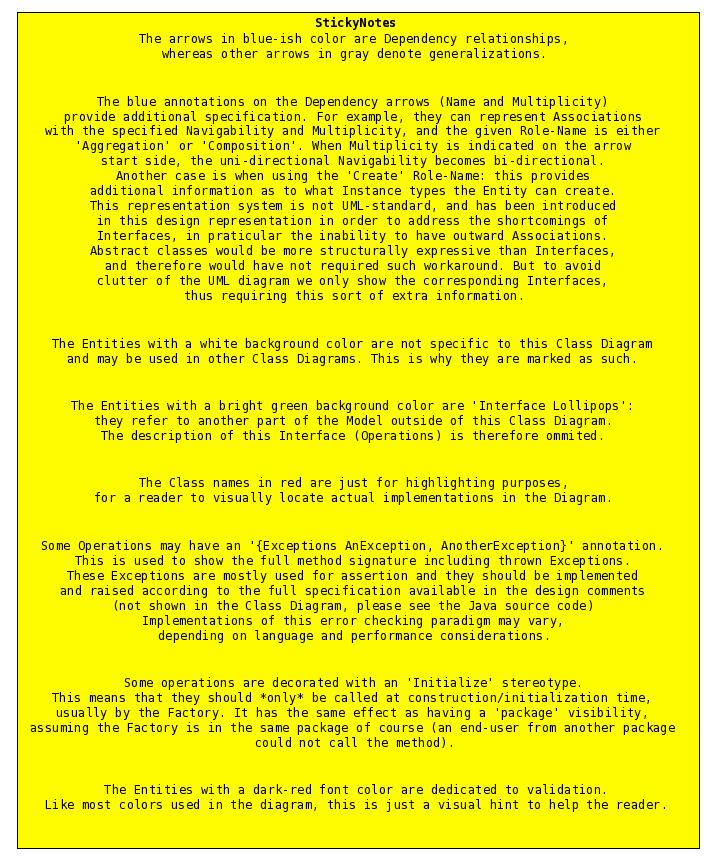 StickyNotes
The arrows in blue-ish color are Dependency relationships,
whereas other arrows in gray denote generalizations.
The blue annotations on the Dependency arrows (Name and Multiplicity)
provide additional specification. For example, they can represent Associations
with the specified Navigability and Multiplicity, and the given Role-Name is either
'Aggregation' or 'Composition'. When Multiplicity is indicated on the arrow
start side, the uni-directional Navigability becomes bi-directional.
Another case is when using the 'Create' Role-Name: this provides
additional information as to what Instance types the Entity can create.
This representation system is not UML-standard, and has been introduced
in this design representation in order to address the shortcomings of
Interfaces, in praticular the inability to have outward Associations.
Abstract classes would be more structurally expressive than Interfaces,
and therefore would have not required such workaround. But to avoid
clutter of the UML diagram we only show the corresponding Interfaces,
thus requiring this sort of extra information.
The Entities with a white background color are not specific to this Class Diagram
and may be used in other Class Diagrams. This is why they are marked as such.
The Entities with a bright green background color are 'Interface Lollipops':
they refer to another part of the Model outside of this Class Diagram.
The description of this Interface (Operations) is therefore ommited.
The Class names in red are just for highlighting purposes,
for a reader to visually locate actual implementations in the Diagram.
Some Operations may have an '{Exceptions AnException, AnotherException}' annotation.
This is used to show the full method signature including thrown Exceptions.
These Exceptions are mostly used for assertion and they should be implemented
and raised according to the full specification available in the design comments
(not shown in the Class Diagram, please see the Java source code)
Implementations of this error checking paradigm may vary,
depending on language and performance considerations.
Some operations are decorated with an 'Initialize' stereotype.
This means that they should *only* be called at construction/initialization time,
usually by the Factory. It has the same effect as having a 'package' visibility,
assuming the Factory is in the same package of course (an end-user from another package
could not call the method).
The Entities with a dark-red font color are dedicated to validation.
Like most colors used in the diagram, this is just a visual hint to help the reader.